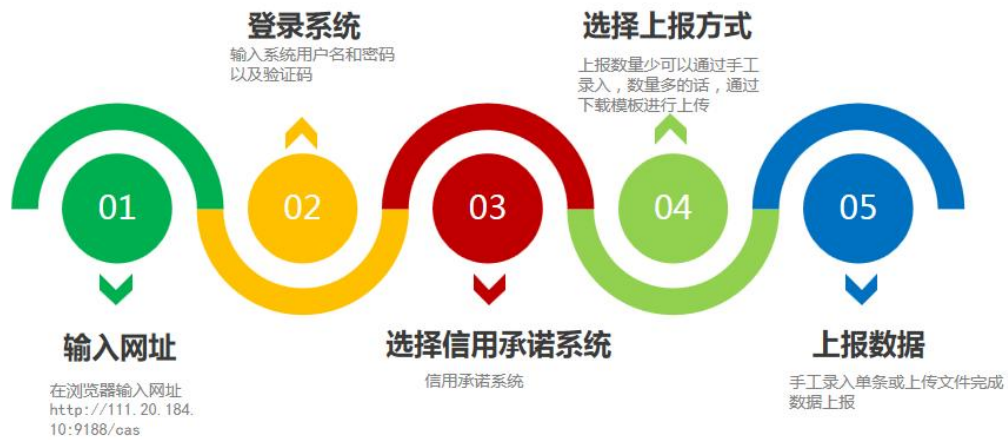 01
输入网址
在浏览器输入网址
http://111.20.184.
10:9188/cas
登录系统
输入系统用户名和密码
以及验证码
02
03
选择信用承诺系统
信用承诺系统
选择上报方式
上报数量少可以通过手工
录入，数量多的话，通过
下载模板进行上传
04
05
上报数据
手工录入单条或上传文件完成
数据上报